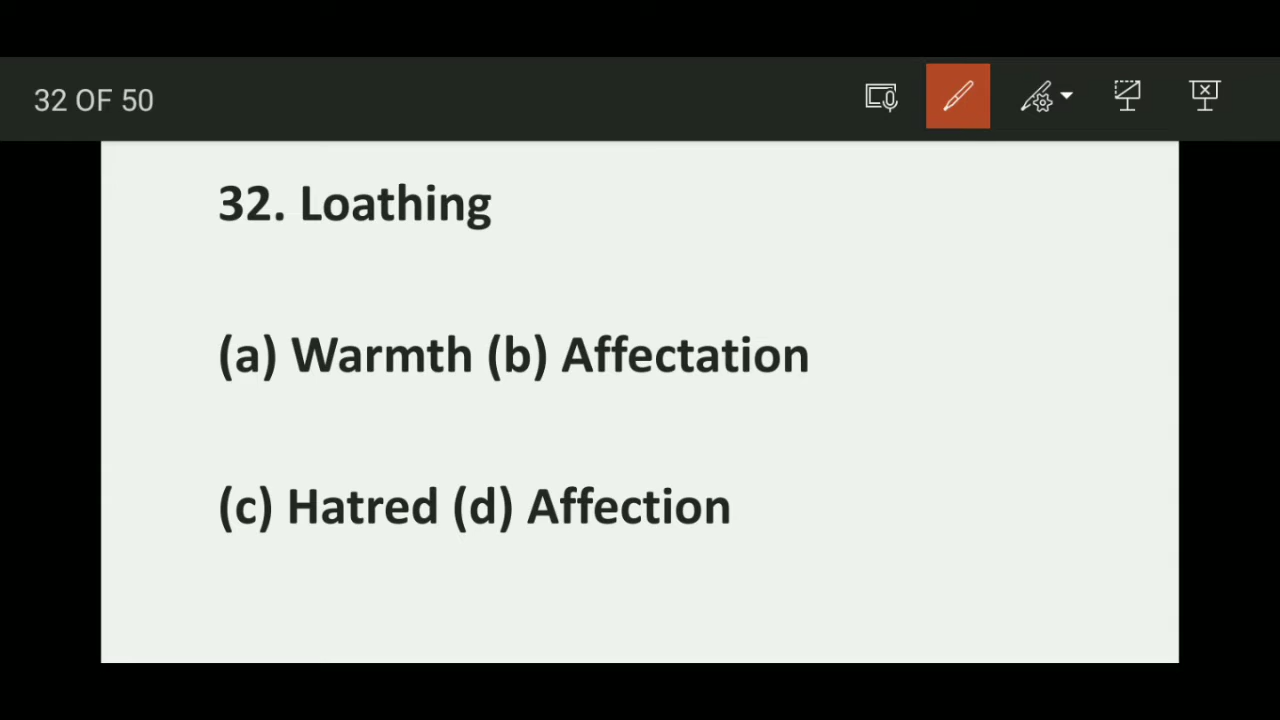 32 OF 50
32. Loathing
(a) Warmth (b) Affectation
(c) Hatred (d) Affection